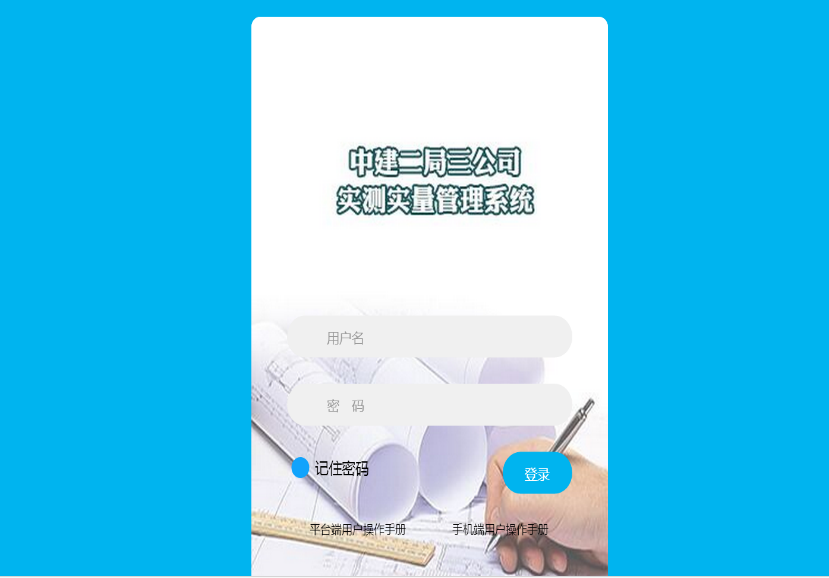 中建二局三公司
实测实量管理系统
用户名
密 码
记住密码
登录
平台端用户操作手册 手机端用户操作手册